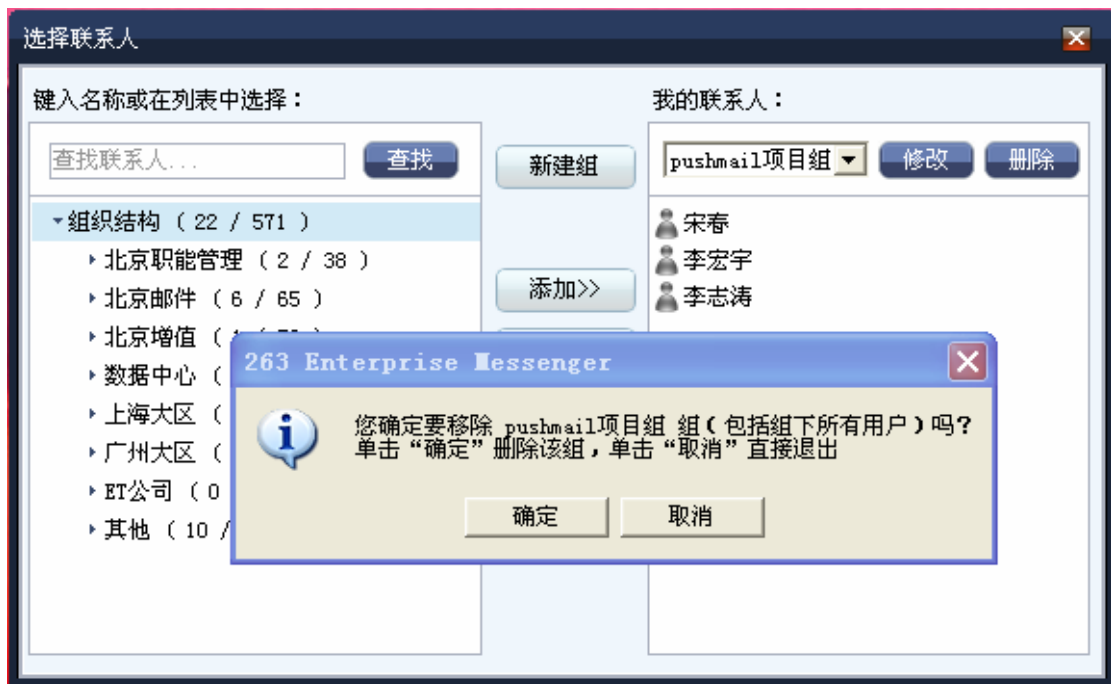 选择联系人
键入名称或在列表中选择：
查找联系人...
查找
组织结构 ( 22 / 571 )
北京职能管理 ( 2 / 38 )
北京邮件 ( 6 / 65 )
北京增值 (
数据中心 (
上海大区 (
广州大区 (
ET公司 ( 0
其他 ( 10 /
新建组
添加>>
我的联系人：
pushmail项目组
修改
删除
宋春
李宏宇
李志涛
263 Enterprise Messenger
您确定要移除 pushmail项目组 组(包括组下所有用户)吗?
单击“确定”删除该组，单击“取消”直接退出
确定
取消